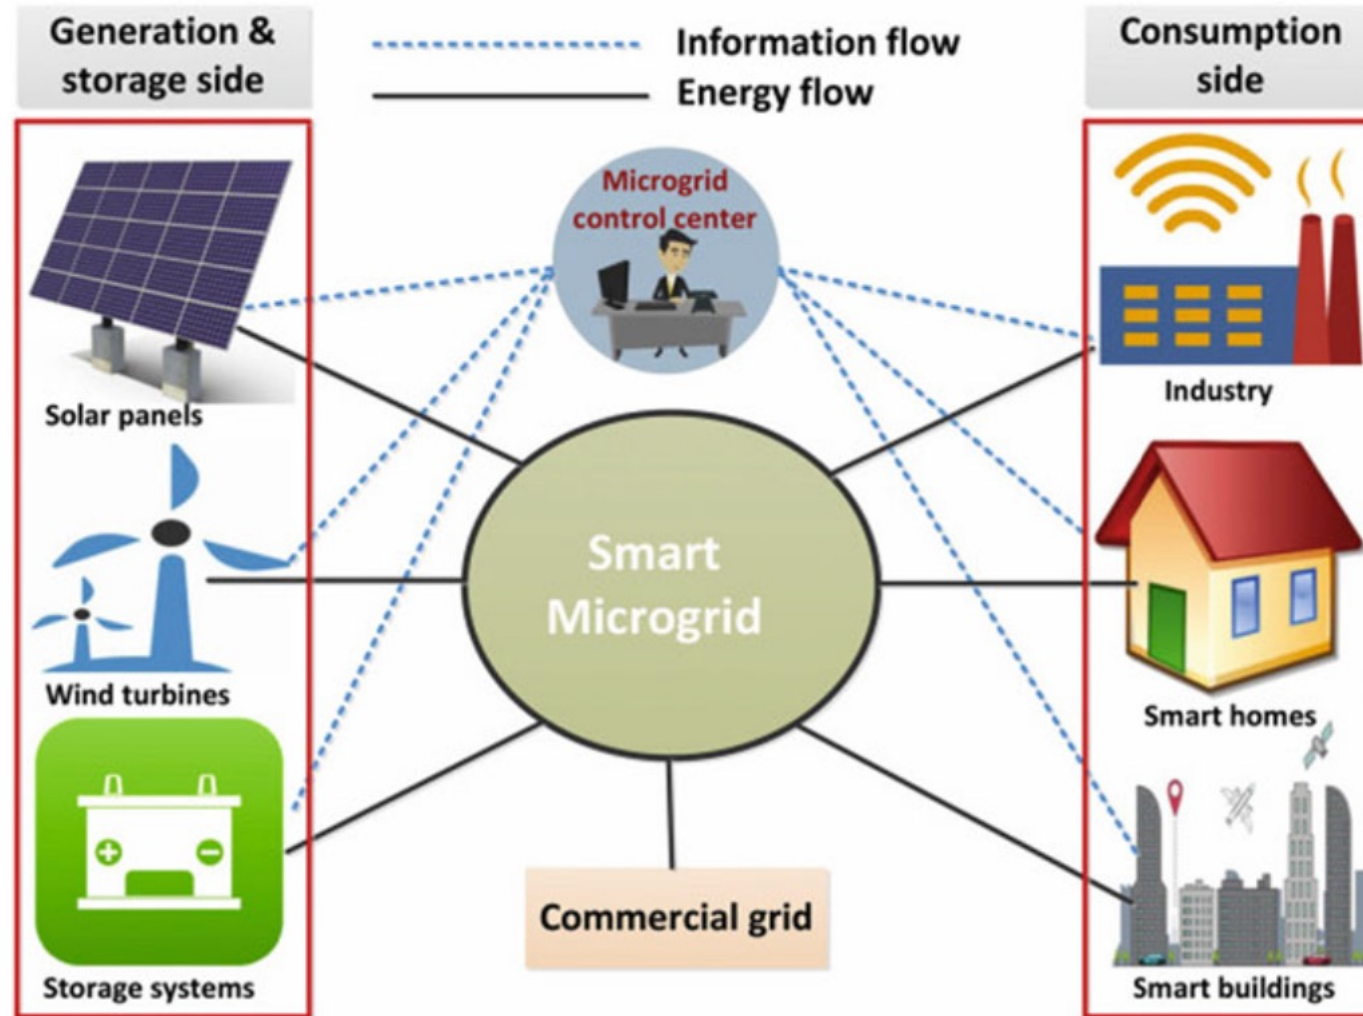 Generation &
storage side
Information flow
Energy flow
Consumption
side
Microgrid
control center
Solar panels
Industry
Smart
Microgrid
Wind turbines
Smart homes
Commercial grid
Storage systems
Smart buildings